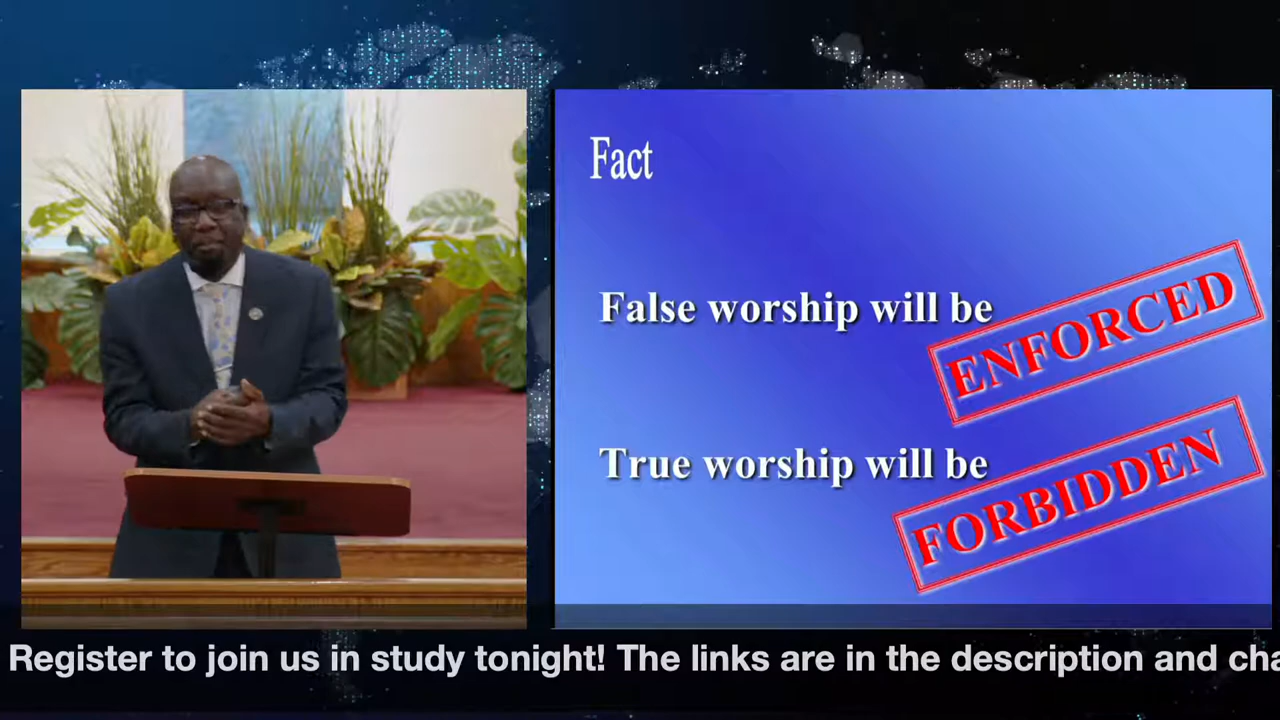 Fact
False worship will be ENFORCED
True worship will be FORBIDDEN
Register to join us in study tonight! The links are in the description and cha